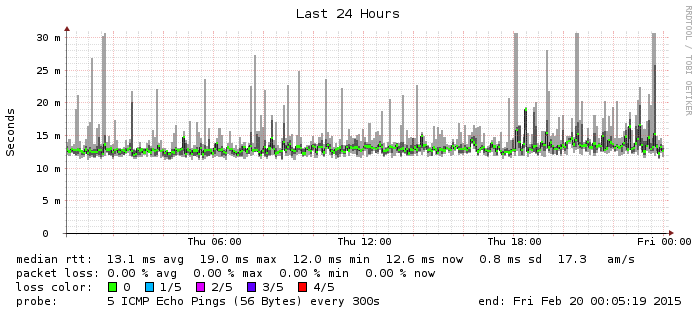 Last 24 Hours
RRDTOOL / TOBI OETIKER
Seconds
30 m
25 m
20 m
15 m
10 m
5 m
0
Thu 06:00 Thu 12:00 Thu 18:00 Fri 00:00
median rtt: 13.1 ms avg 19.0 ms max 12.0 ms min 12.6 ms now 0.8 ms sd 17.3 am/s
packet loss: 0.00 % avg 0.00 % max 0.00 % min 0.00 % now
loss color: 0 1/5 2/5 3/5 4/5
probe: 5 ICMP Echo Pings (56 Bytes) every 300s end: Fri Feb 20 00:05:19 2015